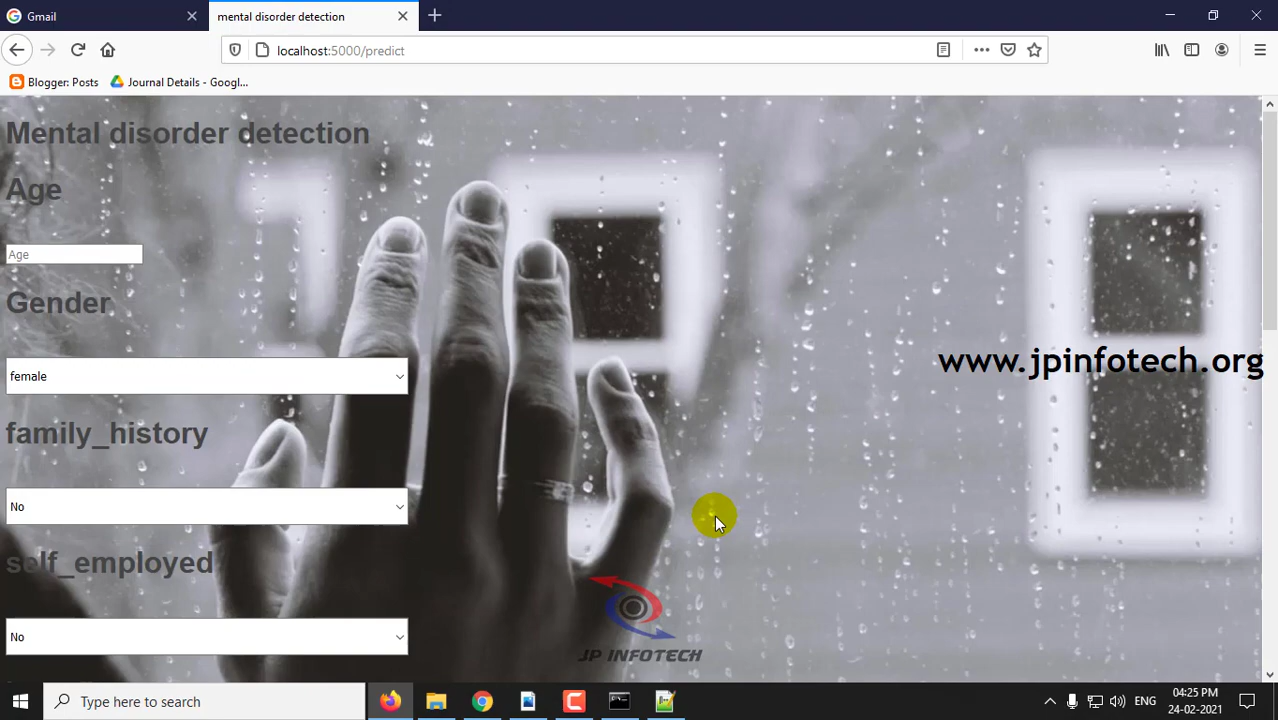 Gmail
mental disorder detection
localhost:5000/predict
Blogger: Posts
Journal Details - Googl...
Mental disorder detection
Age
Age
Gender
female
www.jpinfotech.org
family_history
No
self_employed
No
JP INFOTECH
Type here to search
ENG
04:25 PM
24-02-2021